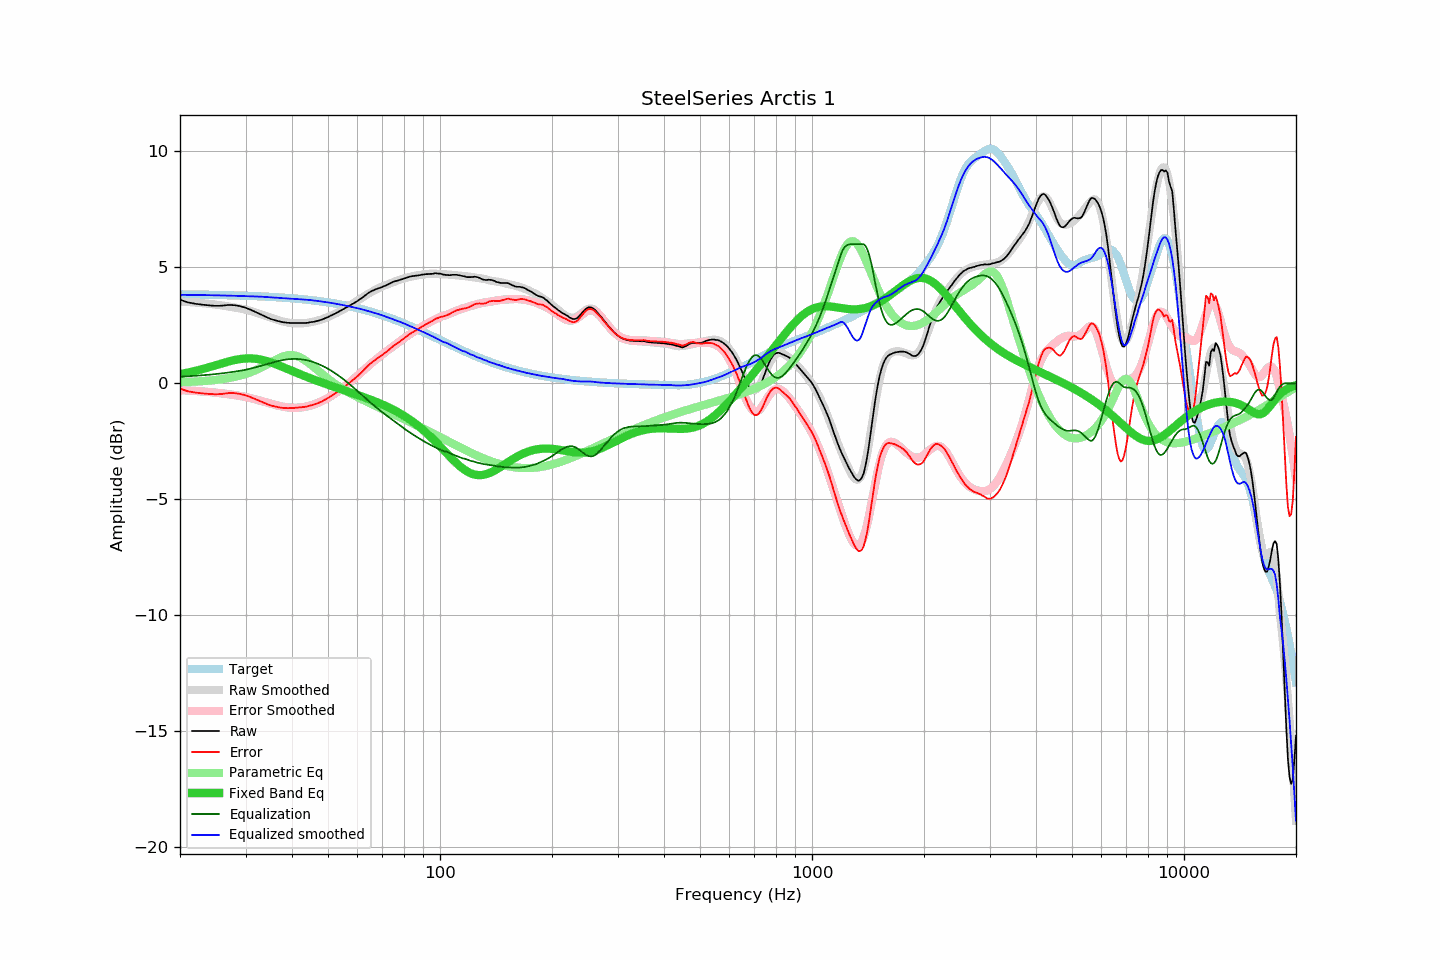 SteelSeries Arctis 1
10
5
0
−5
−10
−15
−20
Amplitude (dBr)
Target
Raw Smoothed
Error Smoothed
Raw
Error
Parametric Eq
Fixed Band Eq
Equalization
Equalized smoothed
100
1000
10000
Frequency (Hz)